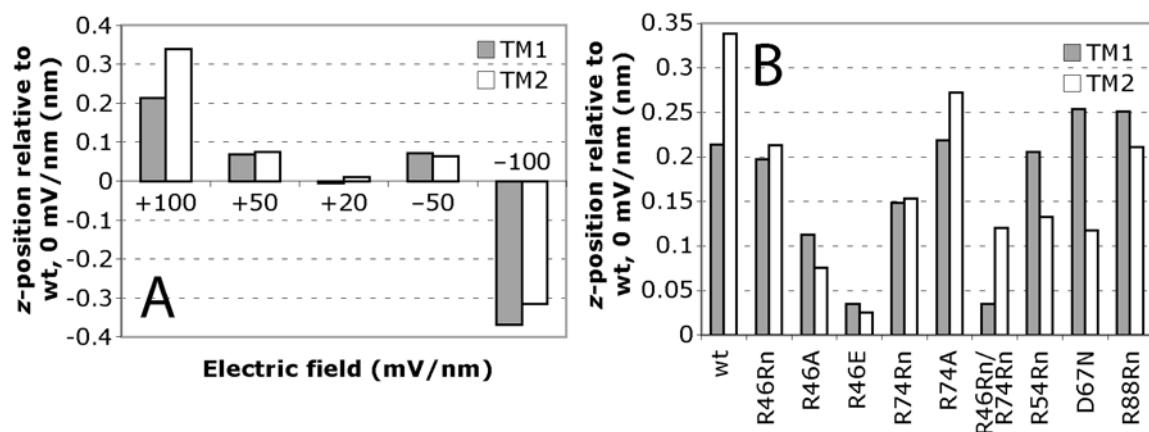 z-position relative to
wt, 0 mV/nm (nm)
0.4
0.3
0.2
0.1
0
-0.1
-0.2
-0.3
-0.4
TM1
TM2
+100
+50
+20
−50
−100
A
Electric field (mV/nm)
z-position relative to
wt, 0 mV/nm (nm)
0.35
0.3
0.25
0.2
0.15
0.1
0.05
0
B
TM1
TM2
wt
R46Rn
R46A
R46E
R74Rn
R74A
R46Rn/
R74Rn
R54Rn
D67N
R88Rn